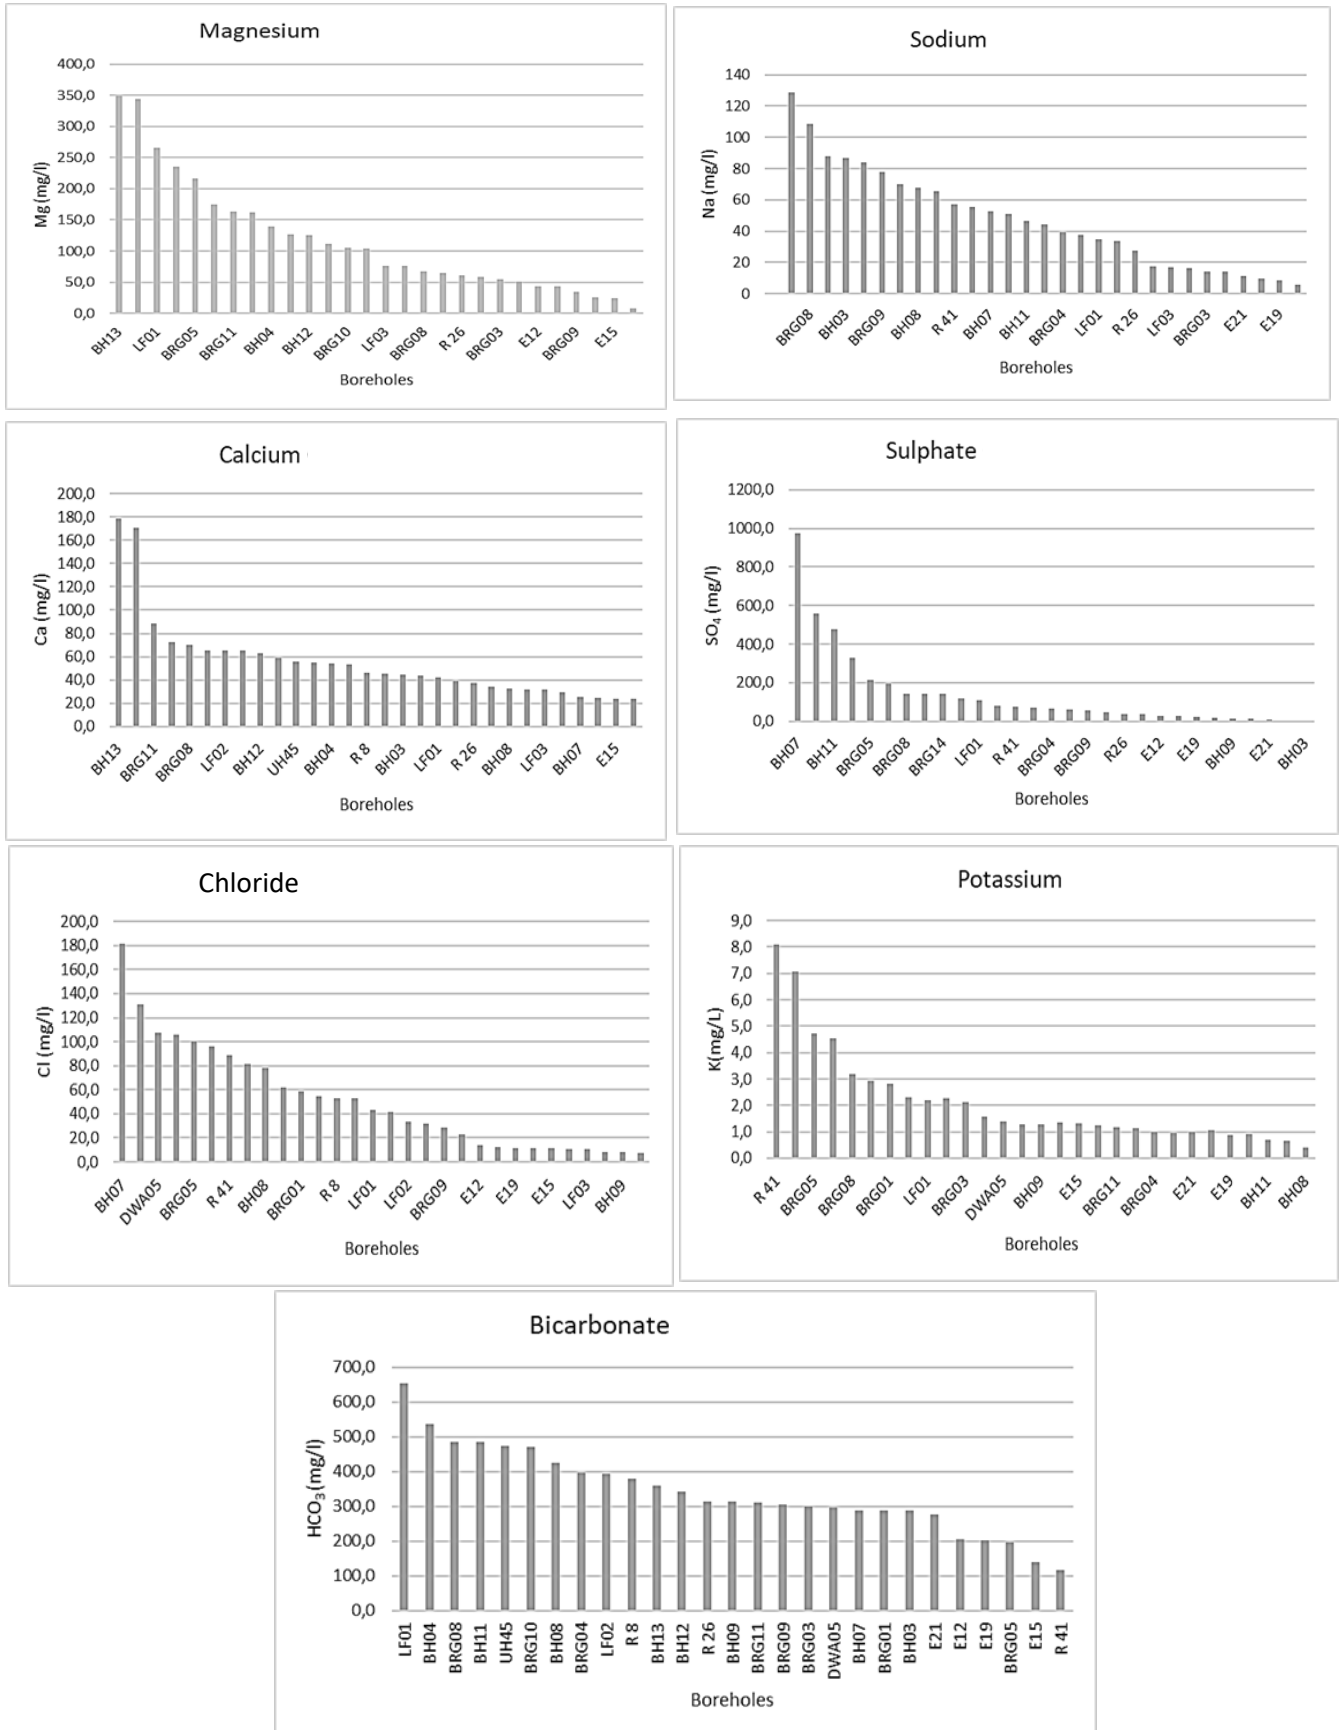 Magnesium
400,0
350,0
300,0
250,0
200,0
150,0
100,0
50,0
0,0
Mg (mg/l)
BH13 LF01 BRG05 BRG11 BH04 BH12 BRG10 LF03 BRG08 R 26 BRG03 E12 BRG09 E15
Boreholes
Sodium
140
120
100
80
60
40
20
0
Na (mg/l)
BRG08 BH03 BRG09 BH08 R 41 BH07 BH11 BRG04 LF01 R 26 LF03 BRG03 E21 E19
Boreholes
Calcium
200,0
180,0
160,0
140,0
120,0
100,0
80,0
60,0
40,0
20,0
0,0
Ca (mg/l)
BH13 BRG11 BRG08 LF02 BH12 UH45 BH04 R 8 BH03 LF01 R 26 BH08 LF03 BH07 E15
Boreholes
Sulphate
1200,0
1000,0
800,0
600,0
400,0
200,0
0,0
SO₄ (mg/l)
BH07 BH11 BRG05 BRG08 BRG14 LF01 R 41 BRG04 BRG09 R26 E12 E19 BH09 E21 BH03
Boreholes
Chloride
200,0
180,0
160,0
140,0
120,0
100,0
80,0
60,0
40,0
20,0
0,0
Cl (mg/l)
BH07 DWA05 BRG05 R 41 BH08 BRG01 R 8 LF01 LF02 BRG09 E12 E19 E15 LF03 BH09
Boreholes
Potassium
9,0
8,0
7,0
6,0
5,0
4,0
3,0
2,0
1,0
0,0
K(mg/L)
R 41 BRG05 BRG08 BRG01 LF01 BRG03 DWA05 BH09 E15 BRG11 BRG04 E21 E19 BH11 BH08
Boreholes
Bicarbonate
700,0
600,0
500,0
400,0
300,0
200,0
100,0
0,0
HCO₃ (mg/l)
LF01 BH04 BRG08 BH11 UH45 BRG10 BH08 BRG04 LF02 R 8 BH13 BH12 R 26 BH09 BRG11 BRG09 BRG03 DWA05 BH07 BRG01 BH03 E21 E12 E19 BRG05 E15 R 41
Boreholes